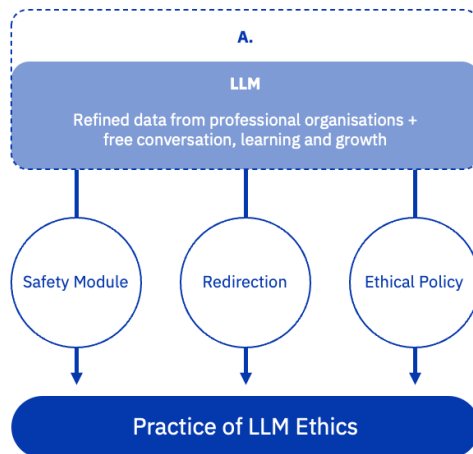 A.
LLM
Refined data from professional organisations +
free conversation, learning and growth
Safety Module
Redirection
Ethical Policy
Practice of LLM Ethics